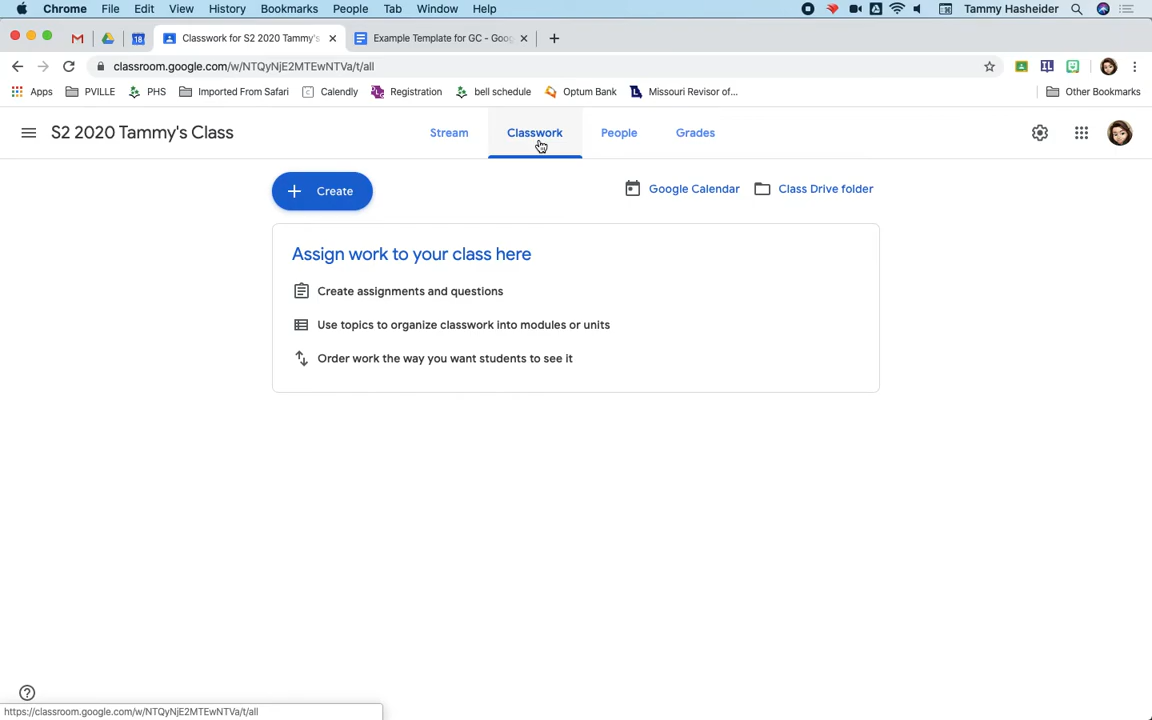 Chrome File Edit View History Bookmarks People Tab Window Help Tammy Hasheider
18 Classwork for S2 2020 Tammy's Example Template for GC - Goog
classroom.google.com/w/NTQyNjE2MTEwNTVa/t/all
Apps PVILLE PHS Imported From Safari C Calendly Registration bell schedule Optum Bank Missouri Revisor of... Other Bookmarks
S2 2020 Tammy's Class Stream Classwork People Grades
Create Google Calendar Class Drive folder
Assign work to your class here
Create assignments and questions
Use topics to organize classwork into modules or units
Order work the way you want students to see it
https://classroom.google.com/w/NTQyNjE2MTEwNTVa/t/all